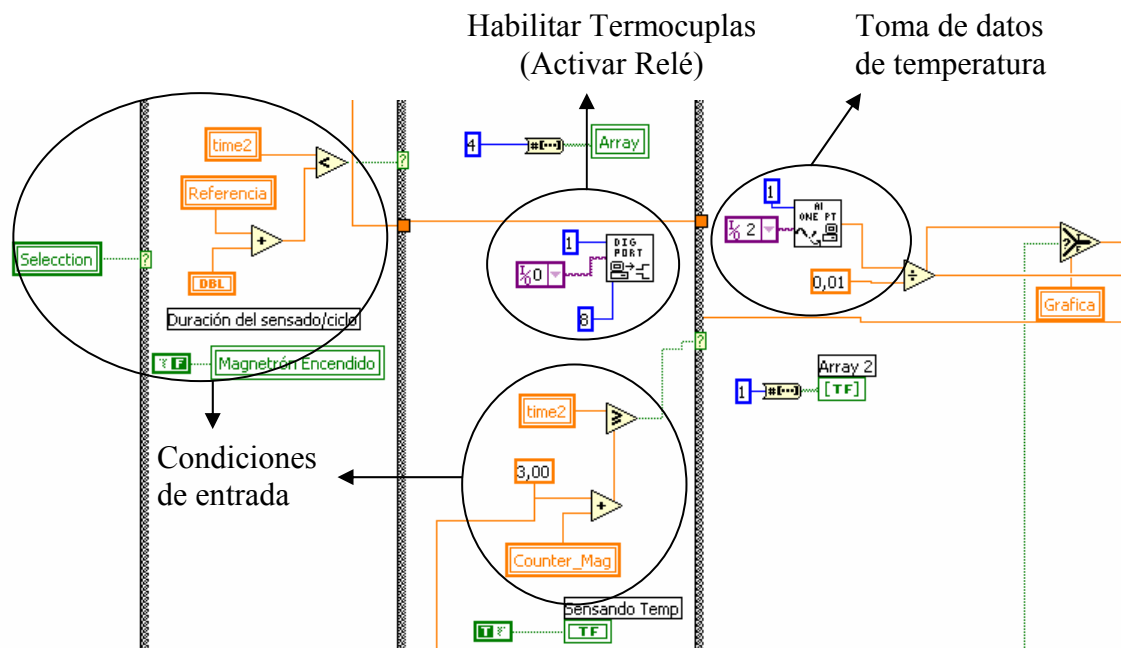 Habilitar Termocuplas
(Activar Relé)
Toma de datos
de temperatura
time2
<
?
4
#[···]
Array
Referencia
+
DBL
Selecction
?
Duración del sensado/ciclo
F
Magnetrón Encendido
1
DIG
PORT
I/O 0
8
1
AI
ONE PT
I/O 2
0,01
÷
?
F
Grafica
?
Array 2
1
#[···]
[TF]
time2
≥
3,00
+
Counter_Mag
Condiciones
de entrada
Sensando Temp
T
TF